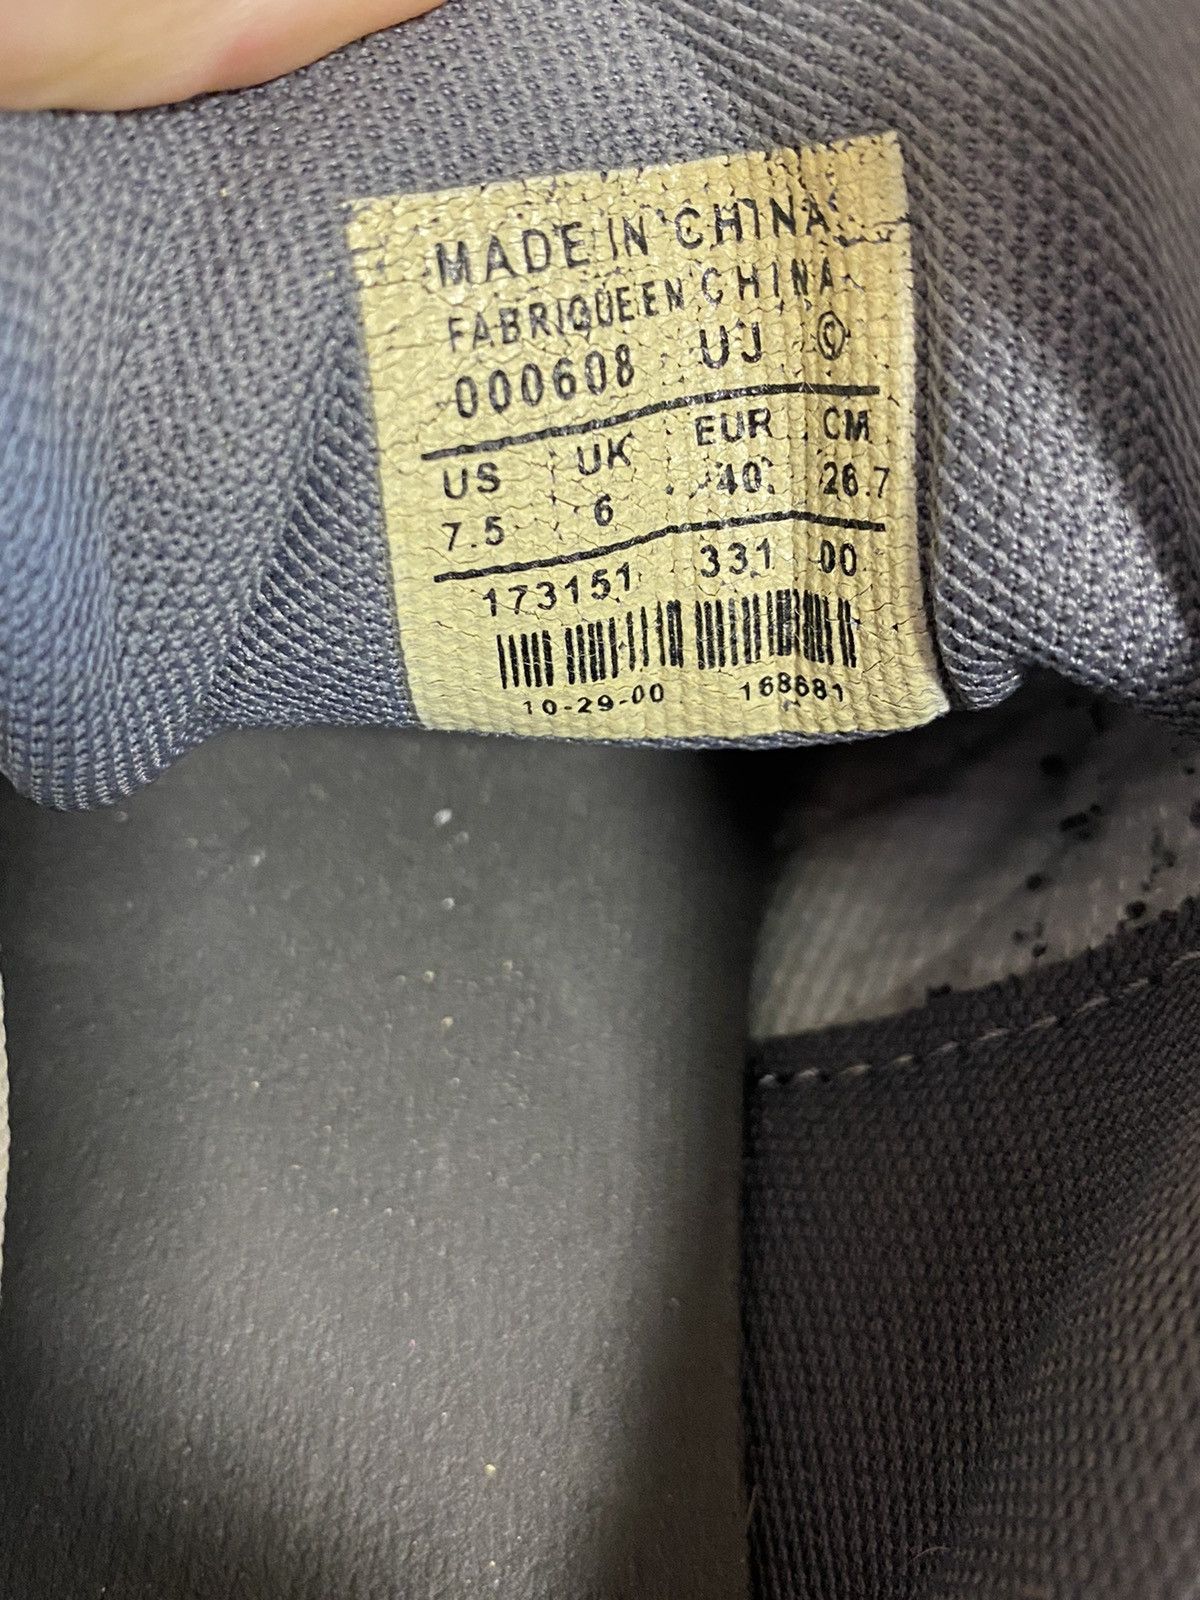 MADE IN CHINA
FABRIQUE EN CHINA
000608 UJ ©
US UK EUR CM
7.5 6 40 26.7
173151 331 00
10-29-00 168681